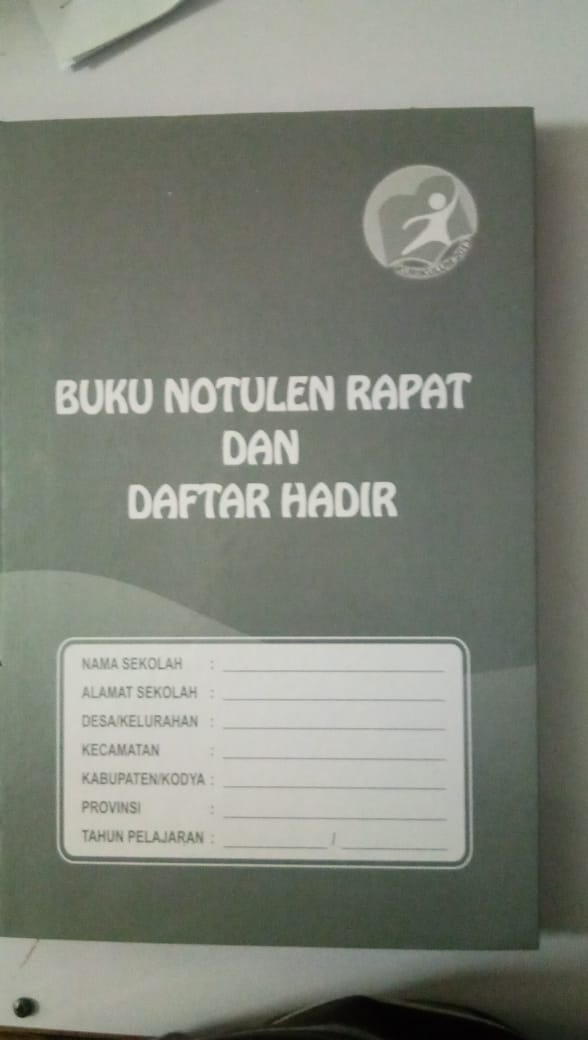 BUKU NOTULEN RAPAT
DAN
DAFTAR HADIR
NAMA SEKOLAH :
ALAMAT SEKOLAH :
DESA/KELURAHAN :
KECAMATAN :
KABUPATEN/KODYA :
PROVINSI :
TAHUN PELAJARAN : /